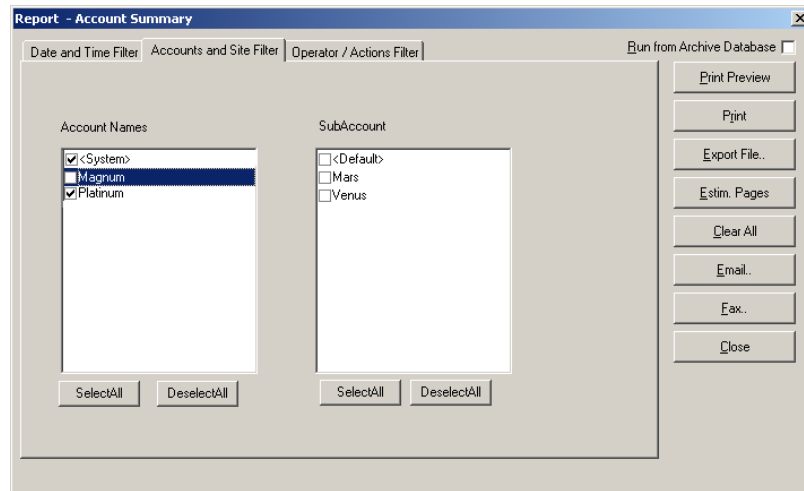 Report - Account Summary
Date and Time Filter
Accounts and Site Filter
Operator / Actions Filter
Run from Archive Database
Account Names
SubAccount
<System>
Magnum
Platinum
<Default>
Mars
Venus
SelectAll
DeselectAll
SelectAll
DeselectAll
Print Preview
Print
Export File..
Estim. Pages
Clear All
Email..
Fax..
Close